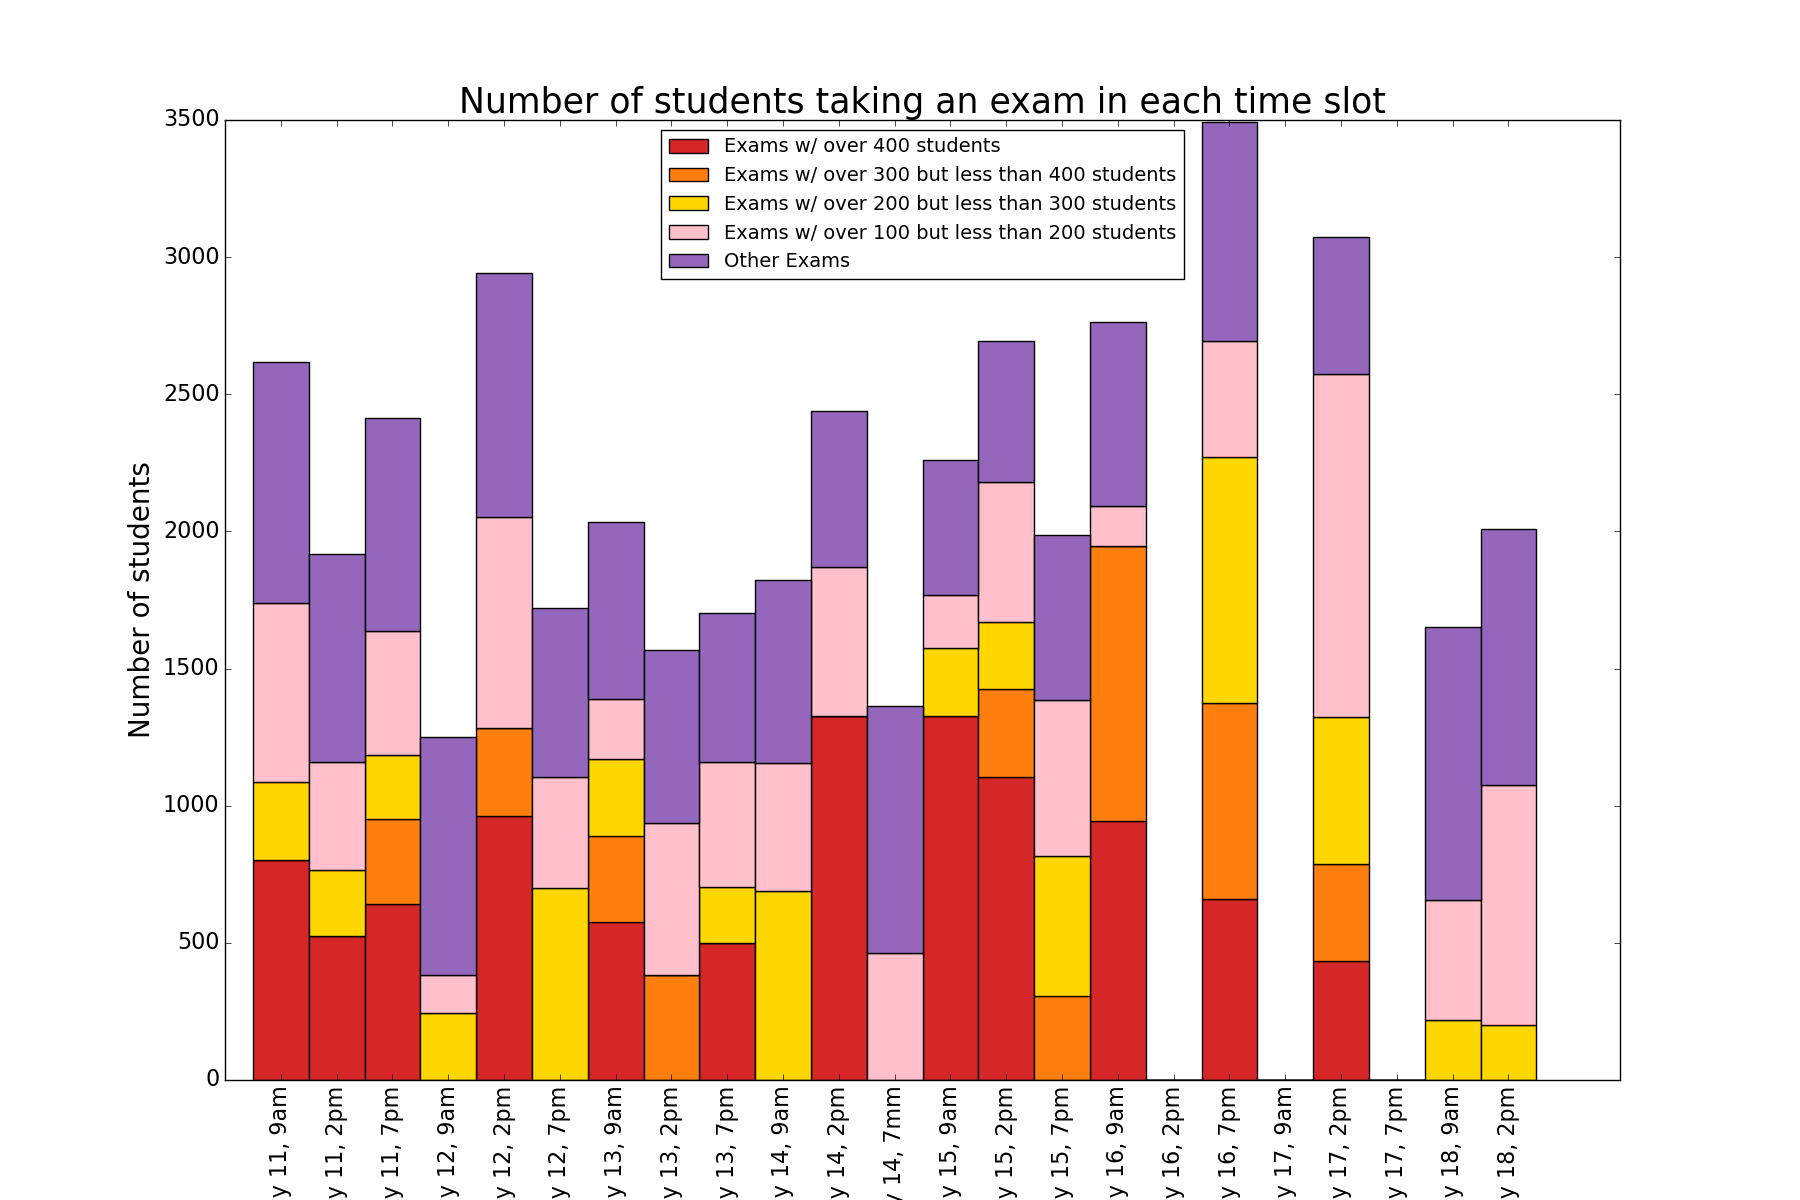 Number of students taking an exam in each time slot
Exams w/ over 400 students
Exams w/ over 300 but less than 400 students
Exams w/ over 200 but less than 300 students
Exams w/ over 100 but less than 200 students
Other Exams
Number of students
3500
3000
2500
2000
1500
1000
500
0
y 11, 9am
y 11, 2pm
y 11, 7pm
y 12, 9am
y 12, 2pm
y 12, 7pm
y 13, 9am
y 13, 2pm
y 13, 7pm
y 14, 9am
y 14, 2pm
y 14, 7mm
y 15, 9am
y 15, 2pm
y 15, 7pm
y 16, 9am
y 16, 2pm
y 16, 7pm
y 17, 9am
y 17, 2pm
y 17, 7pm
y 18, 9am
y 18, 2pm